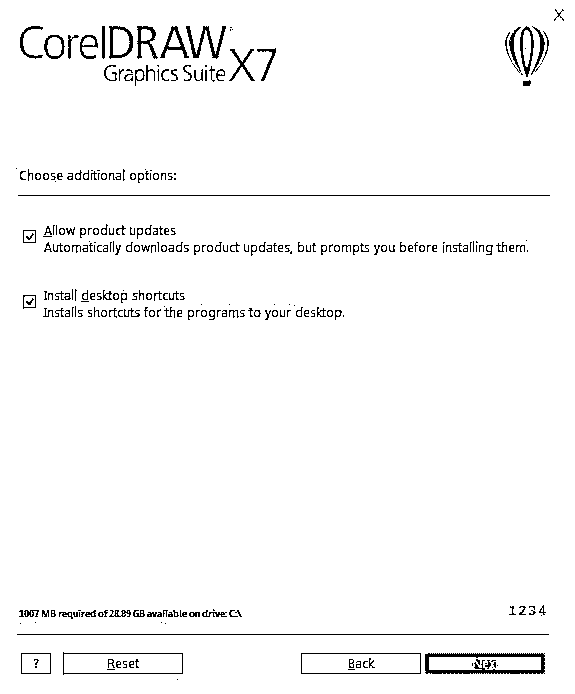 X
CorelDRAW
Graphics Suite X7
Choose additional options:
Allow product updates
Automatically downloads product updates, but prompts you before installing them.
Install desktop shortcuts
Installs shortcuts for the programs to your desktop.
1007 MB required of 28.89 GB available on drive: C:\
1 2 3 4
? Reset Back